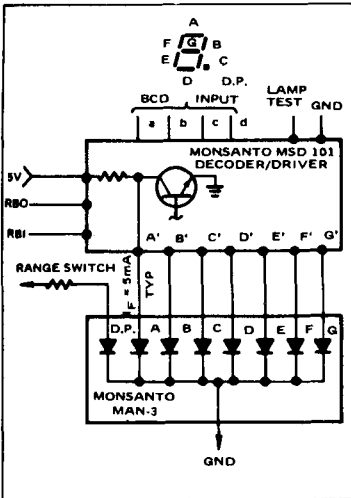 A
F G B
E C
D D.P.
BCD INPUT
LAMP TEST
GND
a b c d
MONSANTO MSD 101
DECODER/DRIVER
5V
RBO
RBI
A' B' C' D' E' F' G'
RANGE SWITCH
I_F = 5mA
TYP
D.P. A B C D E F G
MONSANTO
MAN-3
GND